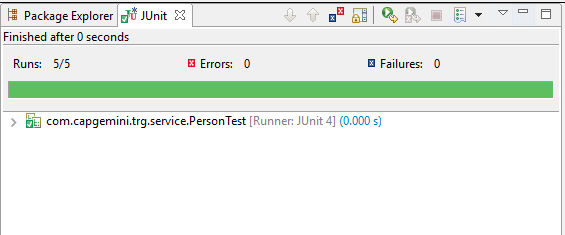 Package Explorer JUnit
Finished after 0 seconds
Runs: 5/5 Errors: 0 Failures: 0
com.capgemini.trg.service.PersonTest [Runner: JUnit 4] (0.000 s)